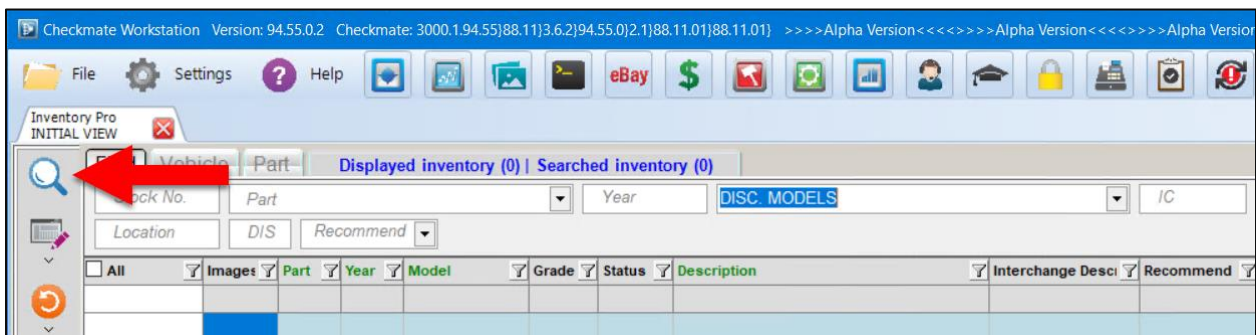 Checkmate Workstation Version: 94.55.0.2 Checkmate: 3000.1.94.55}88.11}3.6.2}94.55.0}2.1}88.11.01}88.11.01} >>>>Alpha Version<<<<>>>>Alpha Version<<<<>>>>Alpha Version
File Settings Help eBay
Inventory Pro
INITIAL VIEW
Vehicle Part Displayed inventory (0) | Searched inventory (0)
Stock No. Part Year DISC. MODELS IC
Location DIS Recommend
All Images Part Year Model Grade Status Description Interchange Descri Recommend